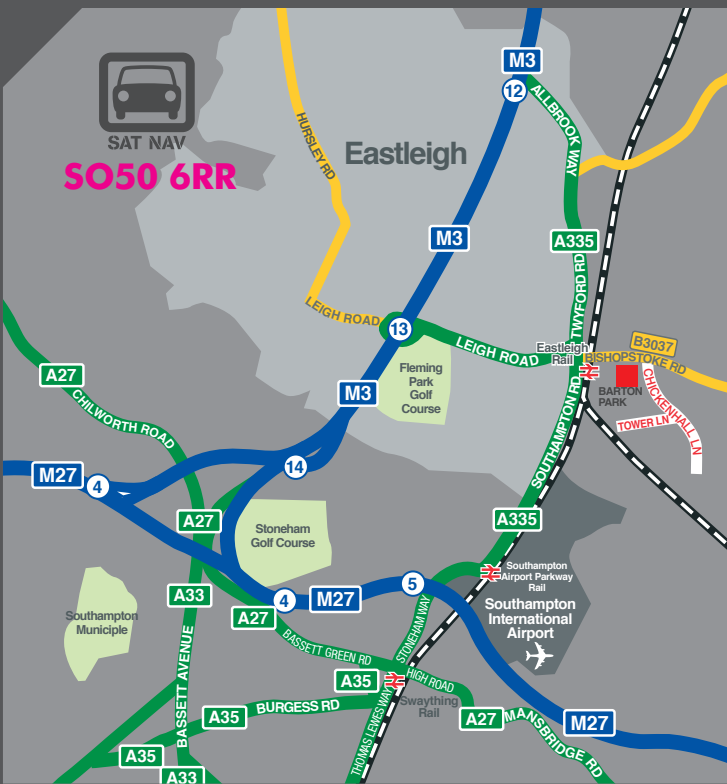 M3
12
ALLBROOK WAY
SAT NAV
SO50 6RR
HURSLEY RD
Eastleigh
M3
A335
TWYFORD RD
LEIGH ROAD
13
LEIGH ROAD
Eastleigh
Rail
B3037
BISHOPSTOKE RD
A27
CHILWORTH ROAD
M3
Fleming
Park
Golf
Course
BARTON
PARK
CHICKENHALL LN
TOWER LN
SOUTHAMPTON RD
M27
4
14
A27
Stoneham
Golf Course
A335
Southampton
Airport Parkway
Rail
5
A33
4
M27
A27
Southampton
International
Airport
Southampton
Municiple
STONEHAM WAY
BASSETT GREEN RD
BASSETT AVENUE
A35
HIGH ROAD
Swaything
Rail
A35
BURGESS RD
THOMAS LEWES WAY
A27
MANSBRIDGE RD
M27
A35
A33